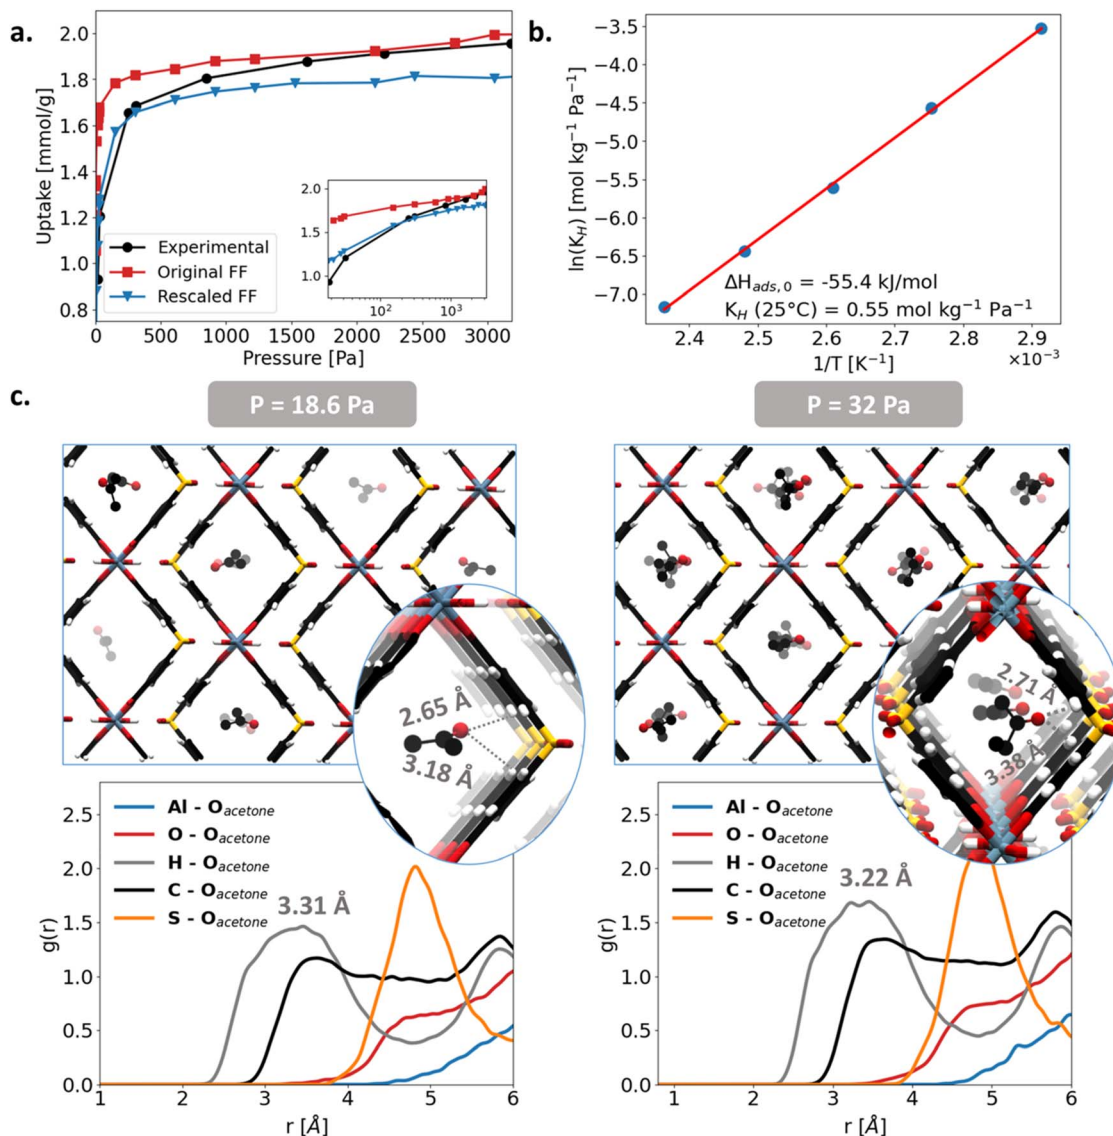 a.
2.0
1.8
1.6
1.4
1.2
1.0
0.8
Uptake [mmol/g]
Experimental
Original FF
Rescaled FF
2.0
1.5
1.0
10²
10³
0
500
1000
1500
2000
2500
3000
Pressure [Pa]
b.
−3.5
−4.0
−4.5
−5.0
−5.5
−6.0
−6.5
−7.0
ln(K_H) [mol kg⁻¹ Pa⁻¹]
ΔH_ads,0 = -55.4 kJ/mol
K_H (25°C) = 0.55 mol kg⁻¹ Pa⁻¹
2.4
2.5
2.6
2.7
2.8
2.9
×10⁻³
1/T [K⁻¹]
c.
P = 18.6 Pa
P = 32 Pa
2.65 Å
3.18 Å
2.71 Å
3.38 Å
2.5
2.0
1.5
1.0
0.5
0.0
g(r)
Al - O_acetone
O - O_acetone
H - O_acetone
C - O_acetone
S - O_acetone
3.31 Å
1
2
3
4
5
6
r [Å]
2.5
2.0
1.5
1.0
0.5
0.0
g(r)
Al - O_acetone
O - O_acetone
H - O_acetone
C - O_acetone
S - O_acetone
3.22 Å
1
2
3
4
5
6
r [Å]